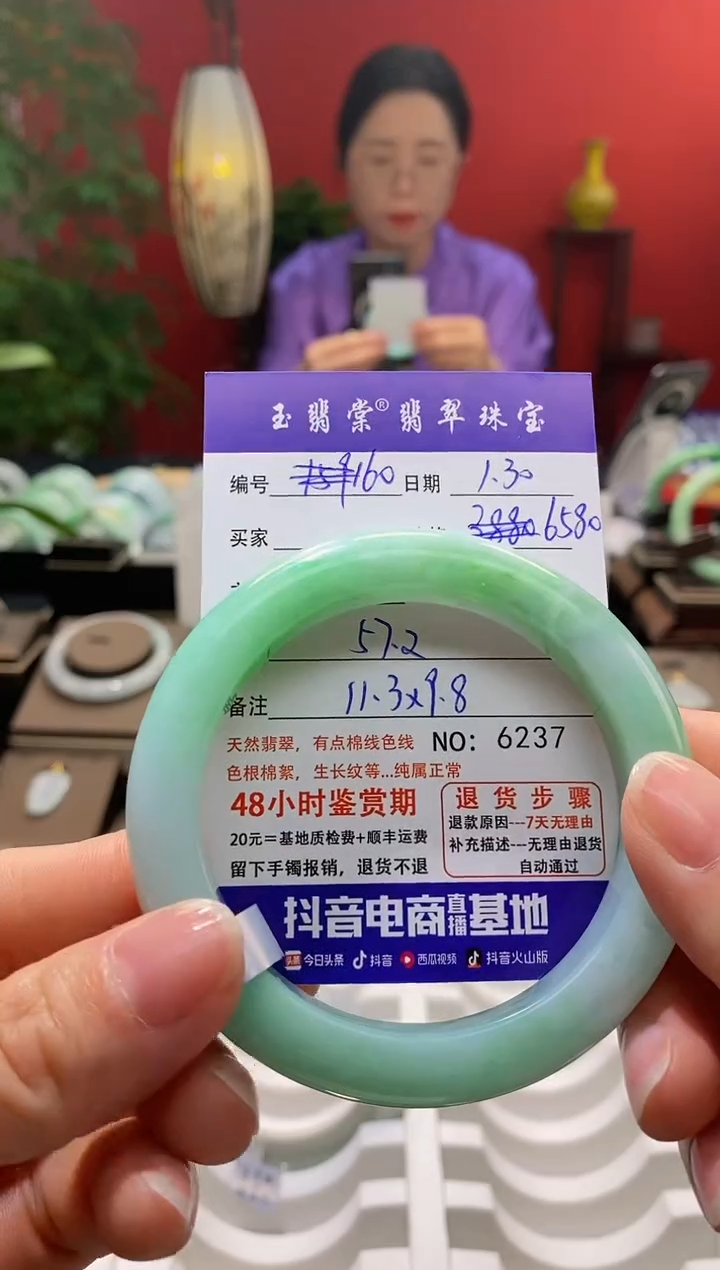 玉翡棠® 翡翠珠宝
编号 160 日期 1.30
买家 3880 6580
57.2
备注 11.3×9.8
天然翡翠，有点棉线色线 NO: 6237
色根棉絮，生长纹等...纯属正常
48小时鉴赏期
20元=基地质检费+顺丰运费
留下手镯报销，退货不退
退货步骤
退款原因---7天无理由
补充描述---无理由退货
自动通过
抖音电商直播基地
头条 今日头条 抖音 西瓜视频 抖音火山版